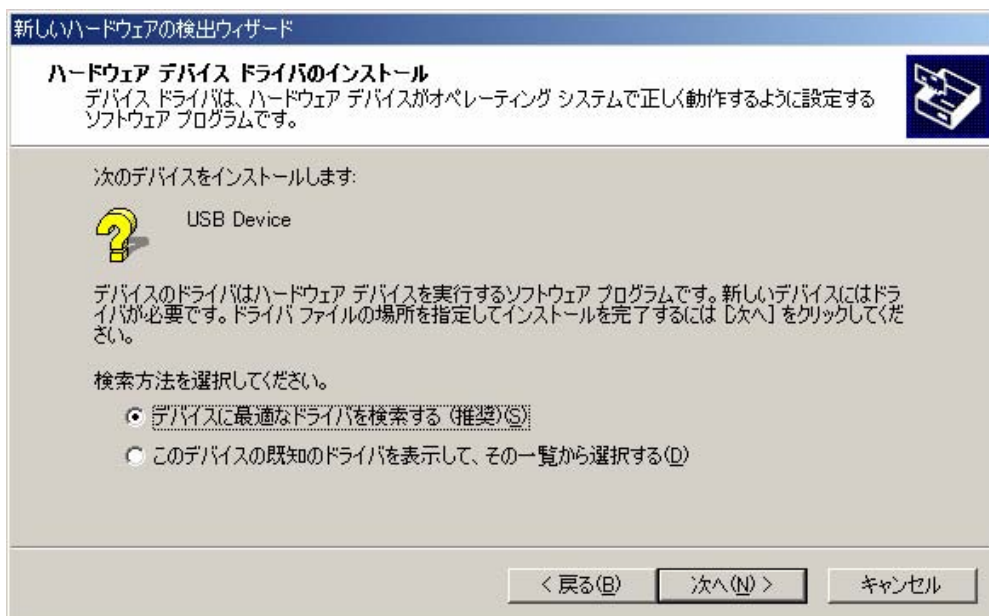 新しいハードウェアの検出ウィザード
ハードウェア デバイス ドライバのインストール
デバイス ドライバは、ハードウェア デバイスがオペレーティング システムで正しく動作するように設定する
ソフトウェア プログラムです。
次のデバイスをインストールします:
USB Device
デバイスのドライバはハードウェア デバイスを実行するソフトウェア プログラムです。新しいデバイスにはドラ
イバが必要です。ドライバ ファイルの場所を指定してインストールを完了するには [次へ] をクリックしてくだ
さい。
検索方法を選択してください。
デバイスに最適なドライバを検索する (推奨)(S)
このデバイスの既知のドライバを表示して、その一覧から選択する(D)
< 戻る(B) 次へ(N) > キャンセル